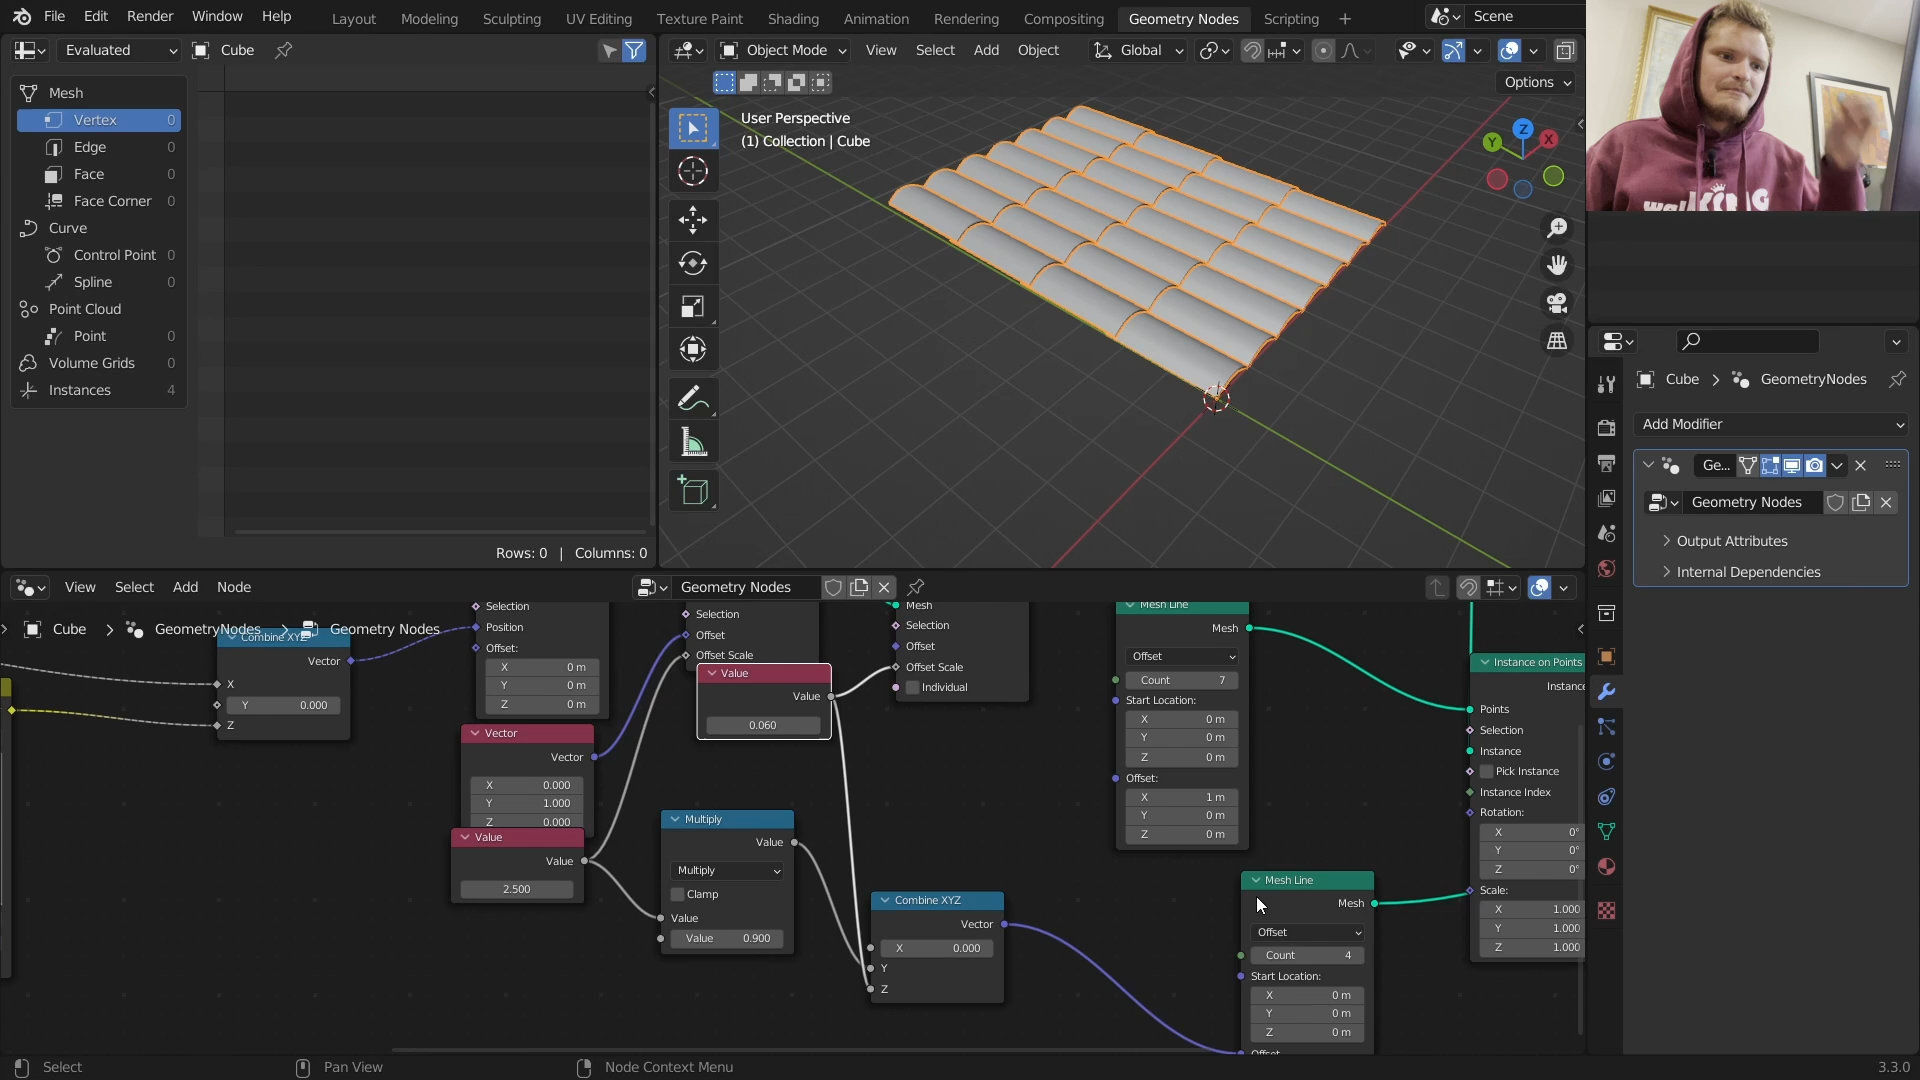 File Edit Render Window Help
Layout Modeling Sculpting UV Editing Texture Paint Shading Animation Rendering Compositing Geometry Nodes Scripting +
Scene
Evaluated
Cube
Object Mode View Select Add Object Global
Options
Mesh
Vertex 0
Edge 0
Face 0
Face Corner 0
Curve
Control Point 0
Spline 0
Point Cloud
Point 0
Volume Grids 0
Instances 4
Rows: 0 | Columns: 0
User Perspective
(1) Collection | Cube
Z
Y
X
Cube > GeometryNodes
Add Modifier
Ge...
Geometry Nodes
Output Attributes
Internal Dependencies
View Select Add Node
Geometry Nodes
Cube > GeometryNodes > Geometry Nodes
Combine XYZ
Vector
X
Y 0.000
Z
Selection
Position
Offset:
X 0 m
Y 0 m
Z 0 m
Vector
Vector
X 0.000
Y 1.000
Z 0.000
Value
Value
2.500
Selection
Offset
Offset Scale
Value
Value
0.060
Multiply
Value
Multiply
Clamp
Value
Value 0.900
Mesh
Selection
Offset
Offset Scale
Individual
Combine XYZ
Vector
X 0.000
Y
Z
Mesh Line
Mesh
Offset
Count 7
Start Location:
X 0 m
Y 0 m
Z 0 m
Offset:
X 1 m
Y 0 m
Z 0 m
Mesh Line
Mesh
Offset
Count 4
Start Location:
X 0 m
Y 0 m
Z 0 m
Offset
Instance on Points
Instance
Points
Selection
Instance
Pick Instance
Instance Index
Rotation:
X 0°
Y 0°
Z 0°
Scale:
X 1.000
Y 1.000
Z 1.000
Select
Pan View
Node Context Menu
3.3.0